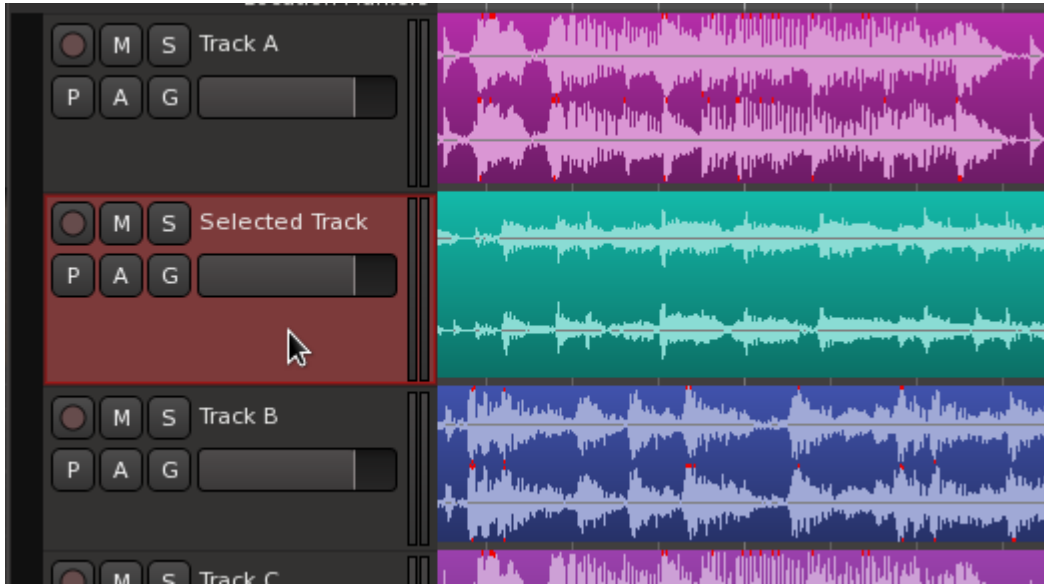 M S Track A
P A G
M S Selected Track
P A G
M S Track B
P A G
M S Track C